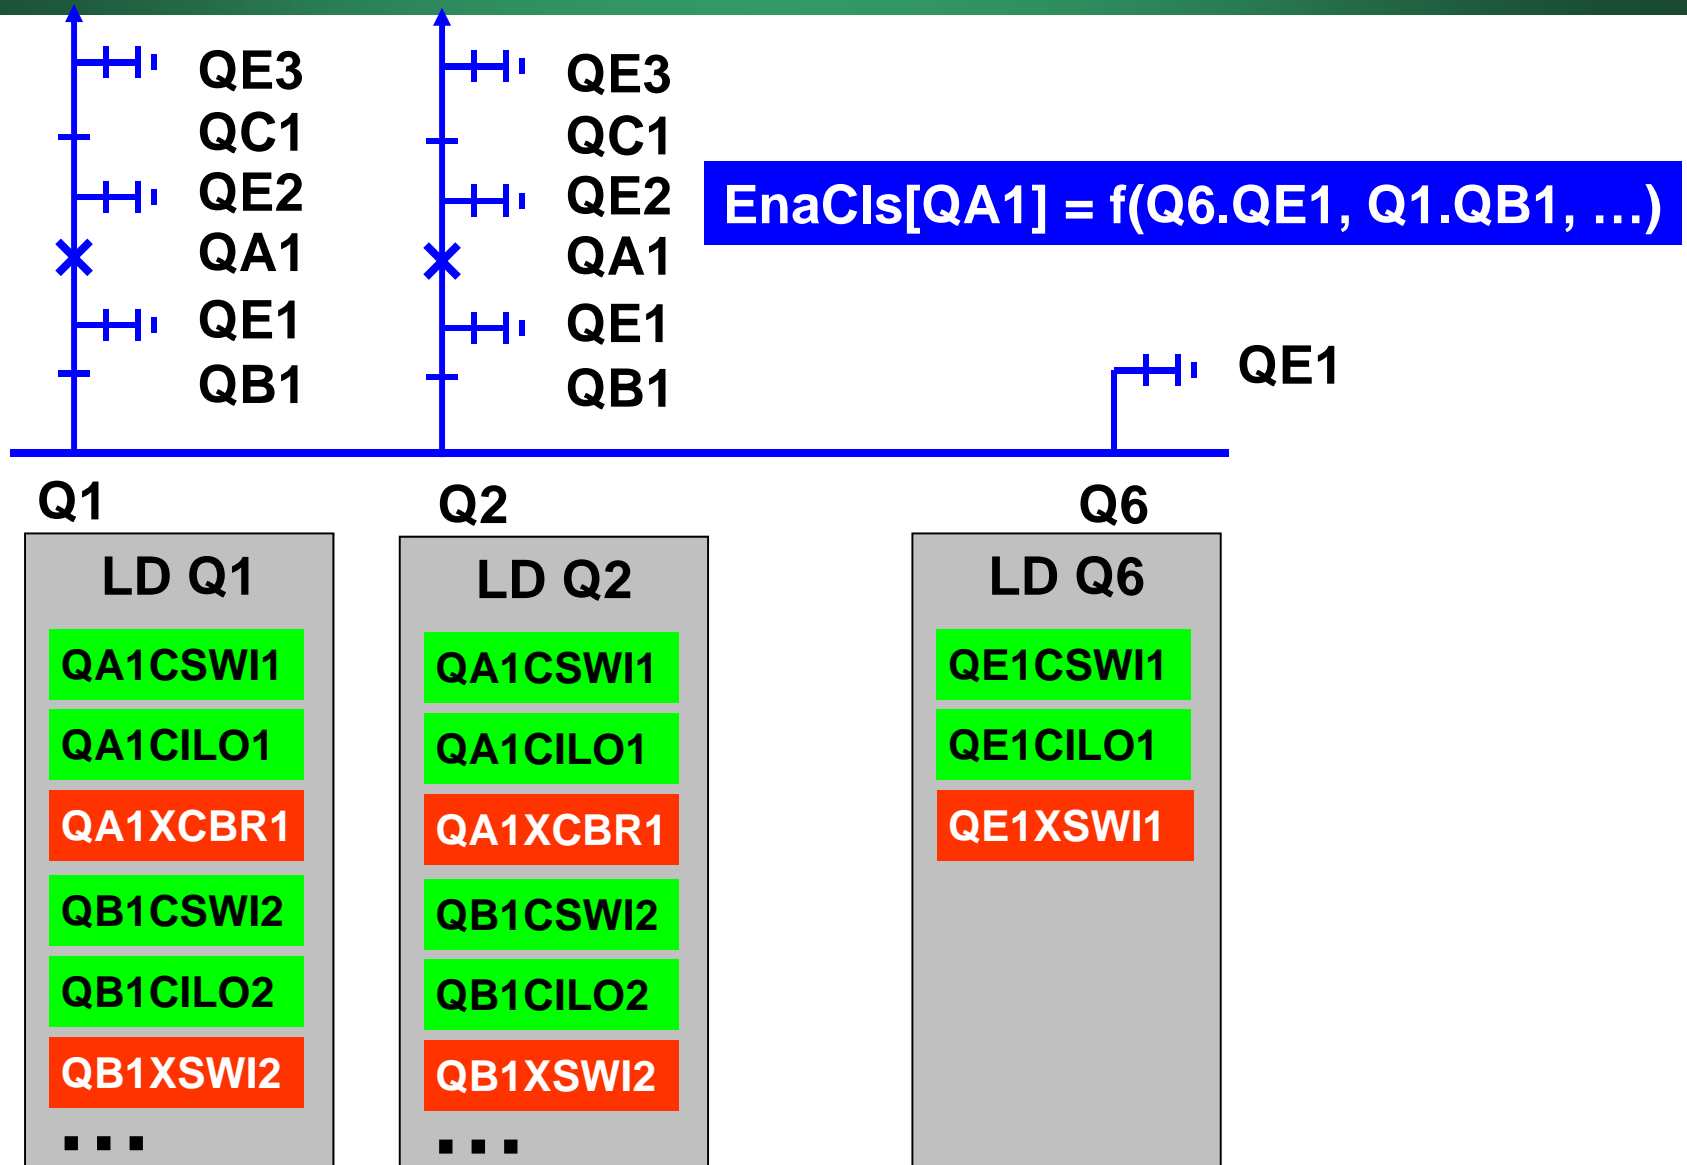 QE3
QC1
QE2
QA1
QE1
QB1
QE3
QC1
QE2
QA1
QE1
QB1
EnaCls[QA1] = f(Q6.QE1, Q1.QB1, …)
QE1
Q1
Q2
Q6
LD Q1
QA1CSWI1
QA1CILO1
QA1XCBR1
QB1CSWI2
QB1CILO2
QB1XSWI2
...
LD Q2
QA1CSWI1
QA1CILO1
QA1XCBR1
QB1CSWI2
QB1CILO2
QB1XSWI2
...
LD Q6
QE1CSWI1
QE1CILO1
QE1XSWI1